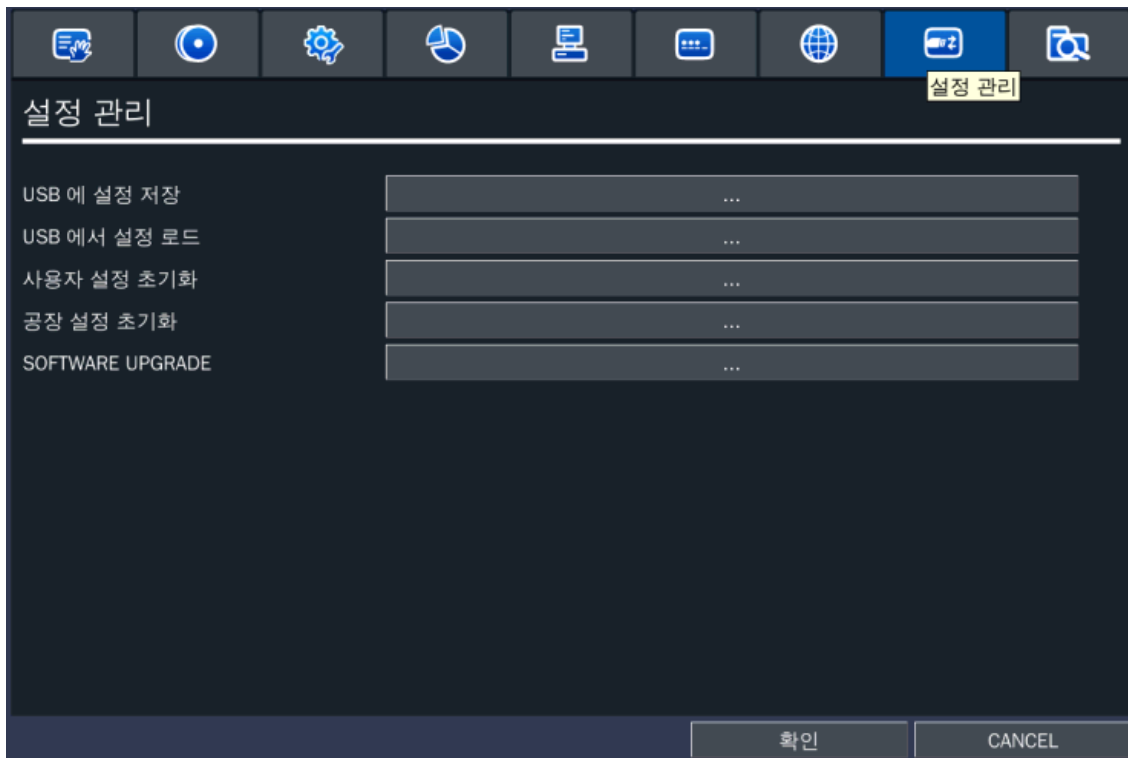 설정 관리
설정 관리
USB 에 설정 저장
...
USB 에서 설정 로드
...
사용자 설정 초기화
...
공장 설정 초기화
...
SOFTWARE UPGRADE
...
확인
CANCEL